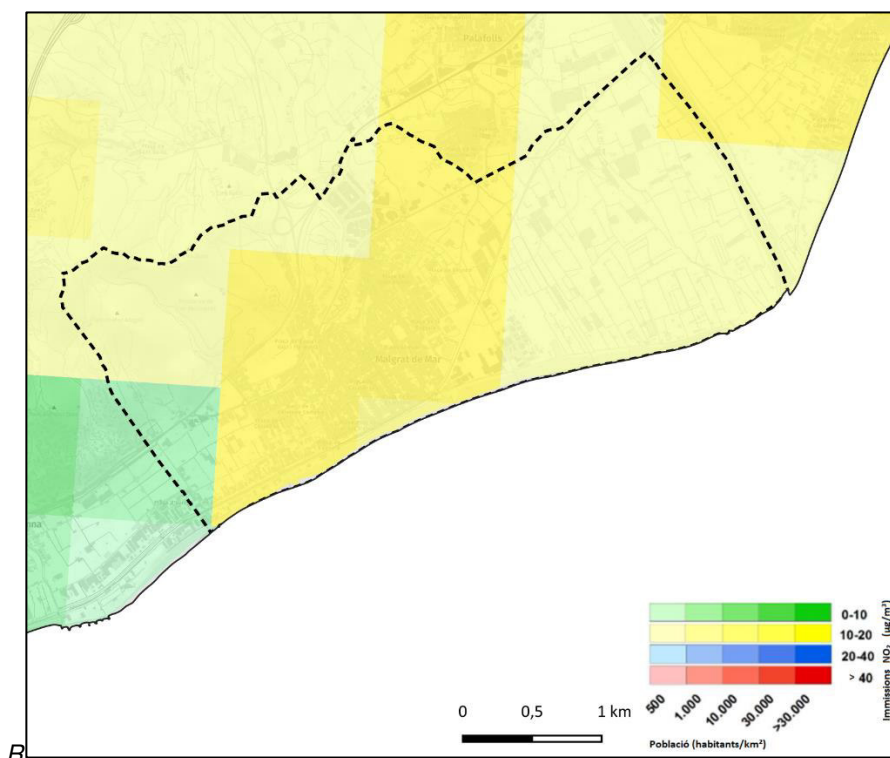 Palafolls
Malgrat de Mar
0-10
10-20
20-40
> 40
Immissions NO₂ (µg/m³)
500
1.000
10.000
30.000
>30.000
Població (habitants/km²)
0
0,5
1 km
R